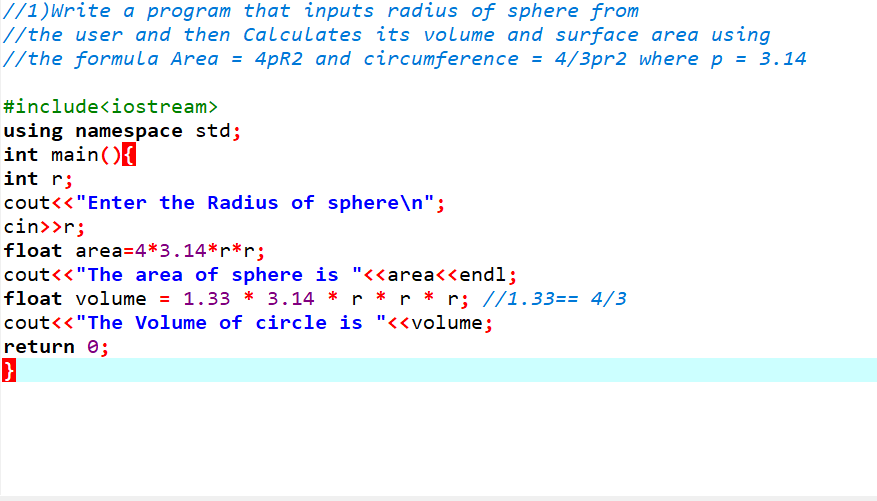 //1)Write a program that inputs radius of sphere from
//the user and then Calculates its volume and surface area using
//the formula Area = 4pR2 and circumference = 4/3pr2 where p = 3.14
#include<iostream>
using namespace std;
int main(){
int r;
cout<<"Enter the Radius of sphere\n";
cin>>r;
float area=4*3.14*r*r;
cout<<"The area of sphere is "<<area<<endl;
float volume = 1.33 * 3.14 * r * r * r; //1.33== 4/3
cout<<"The Volume of circle is "<<volume;
return 0;
}